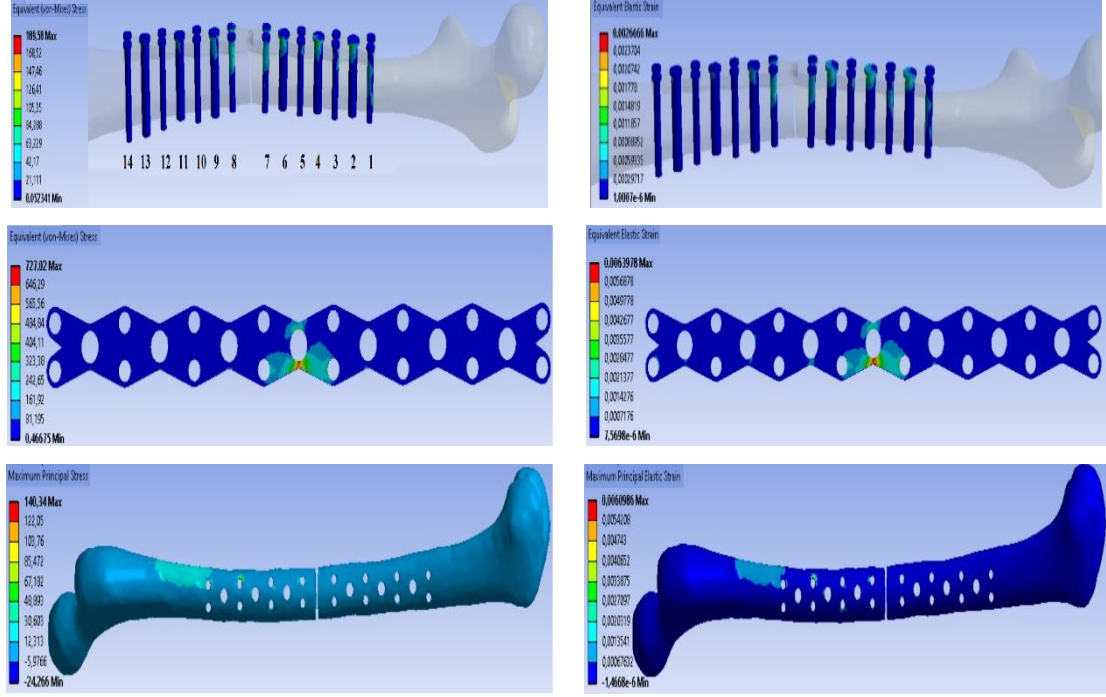 Equivalent (von-Mises) Stress
189,58 Max
168,52
147,46
126,41
105,35
84,288
63,229
42,17
21,111
0,052341 Min
14 13 12 11 10 9 8 7 6 5 4 3 2 1
Equivalent Elastic Strain
0,0026666 Max
0,0023704
0,0020742
0,001778
0,0014819
0,0011857
0,00088952
0,00059335
0,00029717
1,0007e-6 Min
Equivalent (von-Mises) Stress
727,02 Max
646,29
565,56
484,84
404,11
323,38
242,65
161,92
81,195
0,46675 Min
Equivalent Elastic Strain
0,0063978 Max
0,0056878
0,0049778
0,0042677
0,0035577
0,0028477
0,0021377
0,0014276
0,0007176
7,5698e-6 Min
Maximum Principal Stress
140,34 Max
122,05
103,76
85,472
67,182
48,893
30,603
12,313
-5,9766
-24,266 Min
Maximum Principal Elastic Strain
0,0060986 Max
0,0054208
0,004743
0,0040652
0,0033875
0,0027097
0,0020319
0,0013541
0,00067632
-1,4668e-6 Min